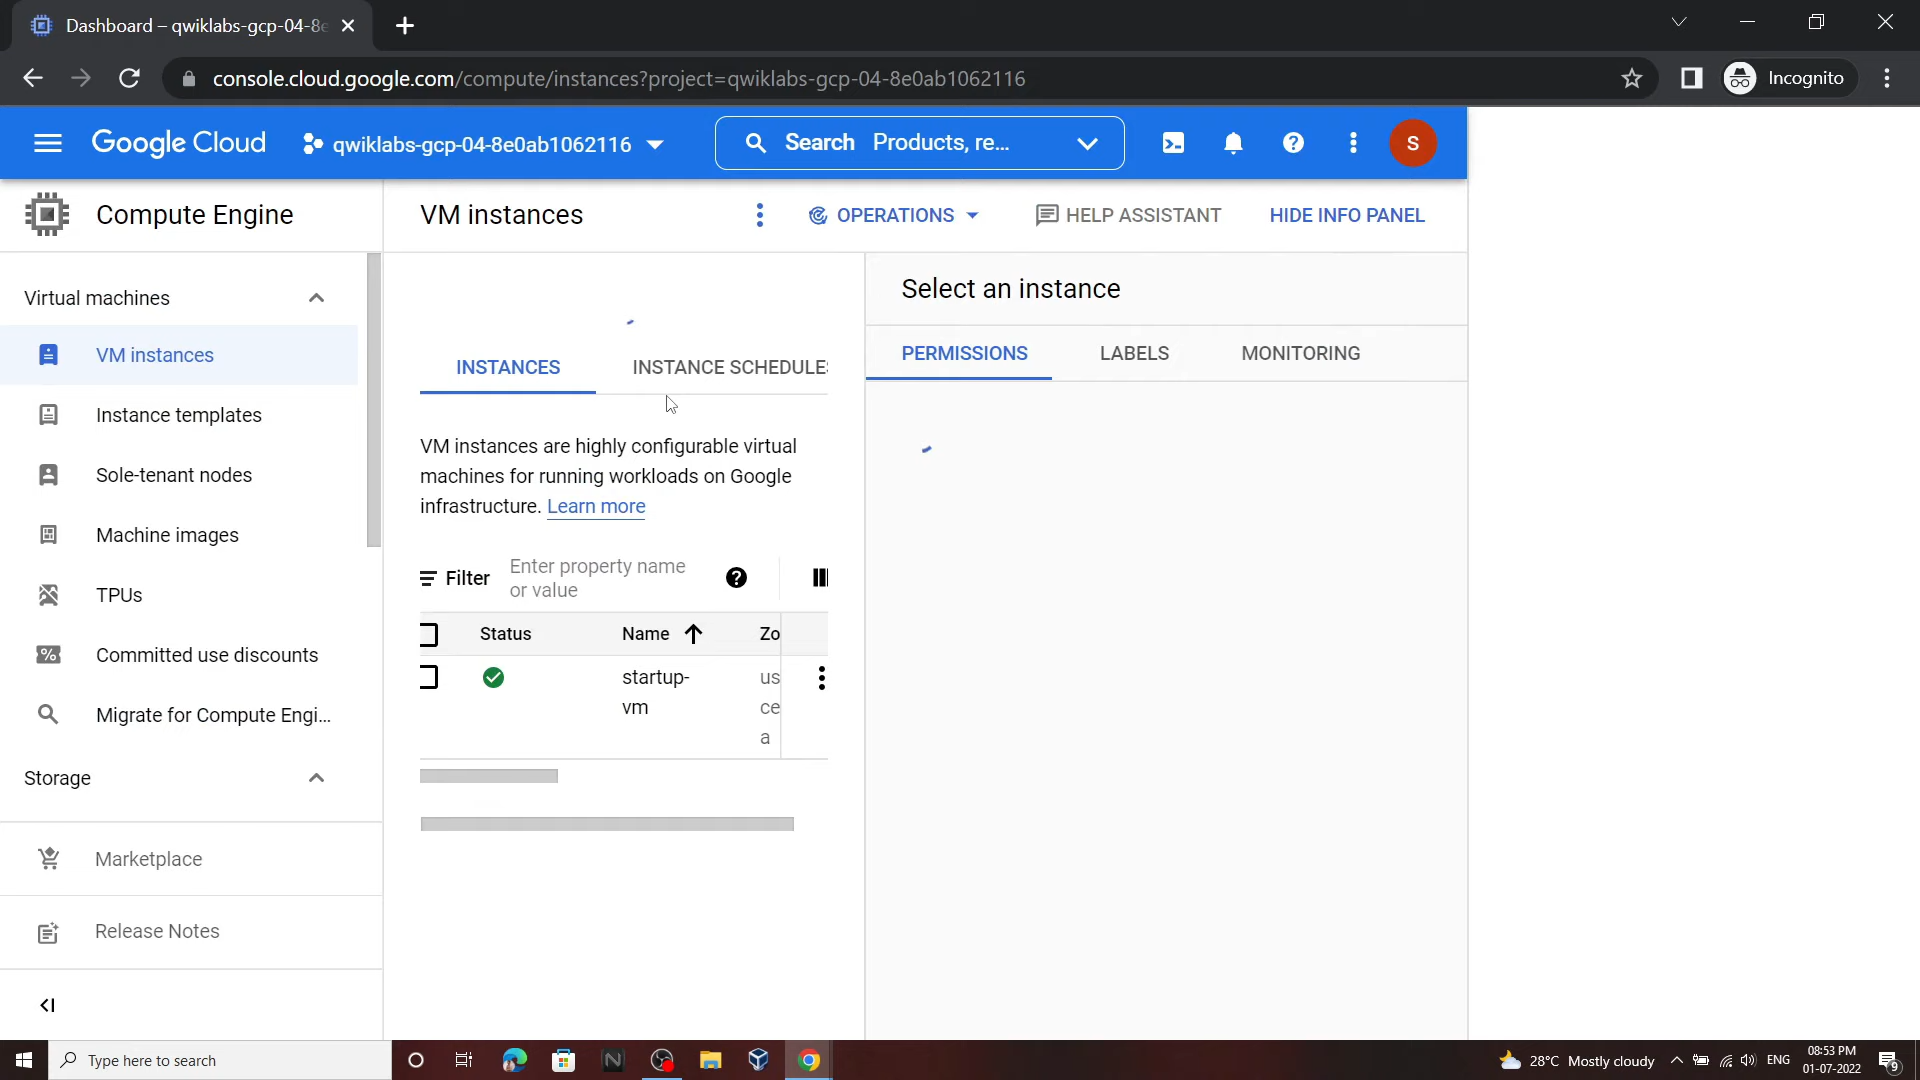 Dashboard – qwiklabs-gcp-04-8e
console.cloud.google.com/compute/instances?project=qwiklabs-gcp-04-8e0ab1062116
Incognito
Google Cloud
qwiklabs-gcp-04-8e0ab1062116
Search Products, re...
S
Compute Engine
VM instances
OPERATIONS
HELP ASSISTANT
HIDE INFO PANEL
Virtual machines
VM instances
Instance templates
Sole-tenant nodes
Machine images
TPUs
Committed use discounts
Migrate for Compute Engi...
Storage
Marketplace
Release Notes
INSTANCES
INSTANCE SCHEDULES
VM instances are highly configurable virtual
machines for running workloads on Google
infrastructure. Learn more
Filter
Enter property name
or value
Status
Name
Zo
startup-
vm
us
ce
a
Select an instance
PERMISSIONS
LABELS
MONITORING
Type here to search
28°C Mostly cloudy
ENG
08:53 PM
01-07-2022
9